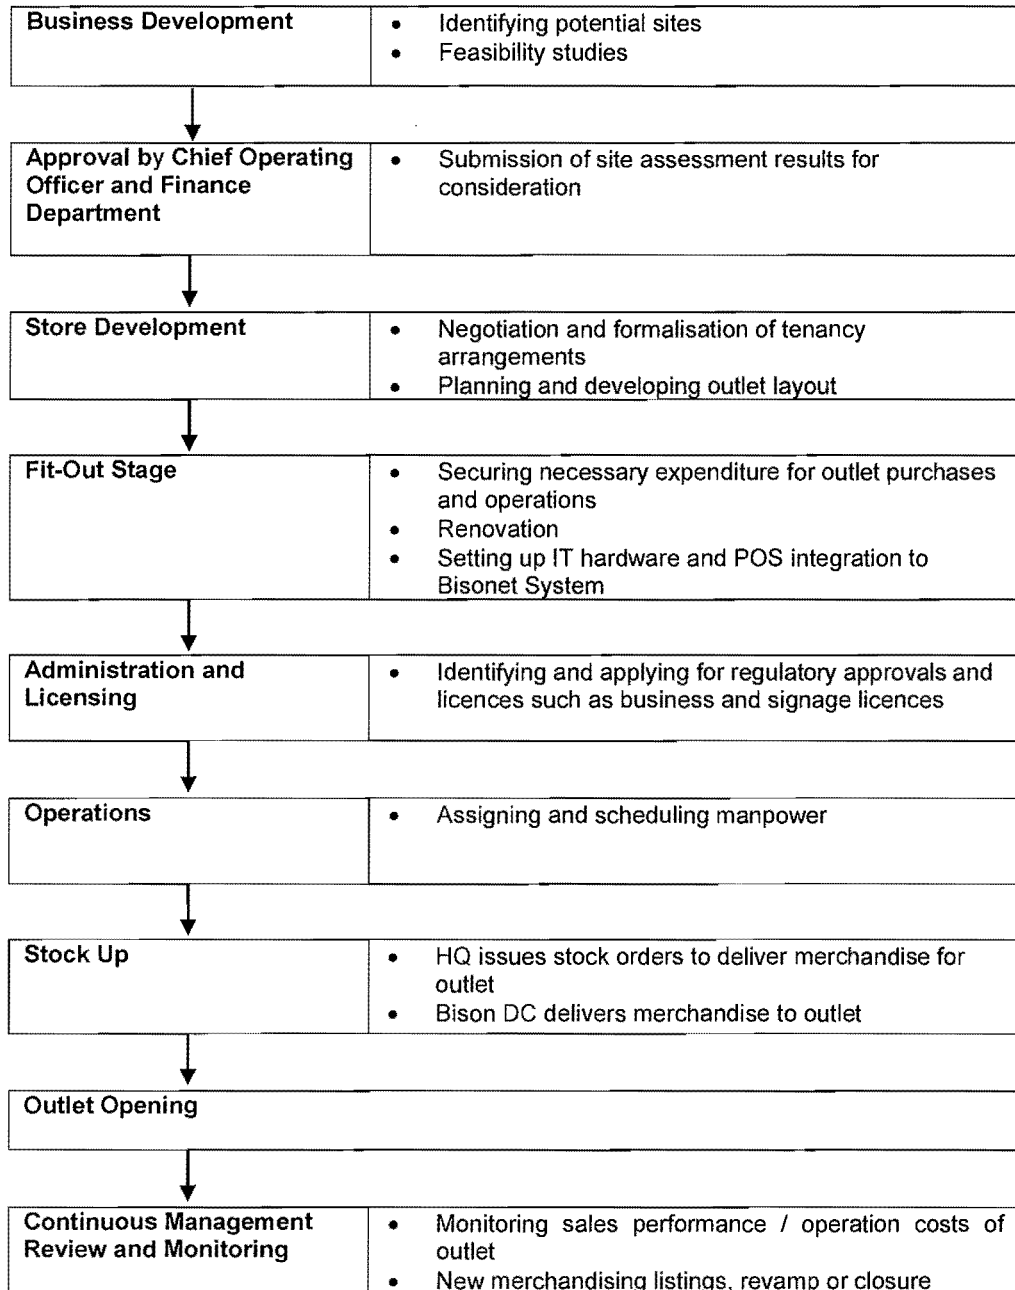 Business Development
• Identifying potential sites
• Feasibility studies
Approval by Chief Operating
Officer and Finance
Department
• Submission of site assessment results for
consideration
Store Development
• Negotiation and formalisation of tenancy
arrangements
• Planning and developing outlet layout
Fit-Out Stage
• Securing necessary expenditure for outlet purchases
and operations
• Renovation
• Setting up IT hardware and POS integration to
Bisonet System
Administration and
Licensing
• Identifying and applying for regulatory approvals and
licences such as business and signage licences
Operations
• Assigning and scheduling manpower
Stock Up
• HQ issues stock orders to deliver merchandise for
outlet
• Bison DC delivers merchandise to outlet
Outlet Opening
Continuous Management
Review and Monitoring
• Monitoring sales performance / operation costs of
outlet
• New merchandising listings, revamp or closure